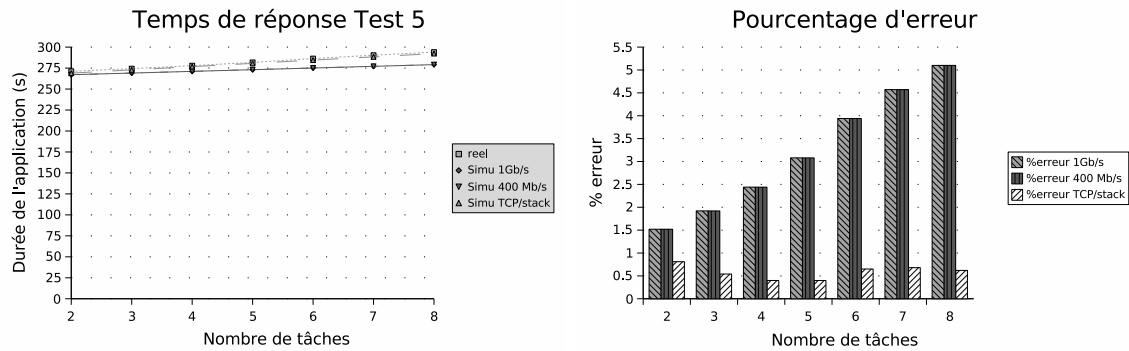 Temps de réponse Test 5
Durée de l'application (s)
300
275
250
225
200
175
150
125
100
75
50
25
0
2 3 4 5 6 7 8
Nombre de tâches
reel
Simu 1Gb/s
Simu 400 Mb/s
Simu TCP/stack
Pourcentage d'erreur
% erreur
5.5
5
4.5
4
3.5
3
2.5
2
1.5
1
0.5
0
2 3 4 5 6 7 8
Nombre de tâches
%erreur 1Gb/s
%erreur 400 Mb/s
%erreur TCP/stack